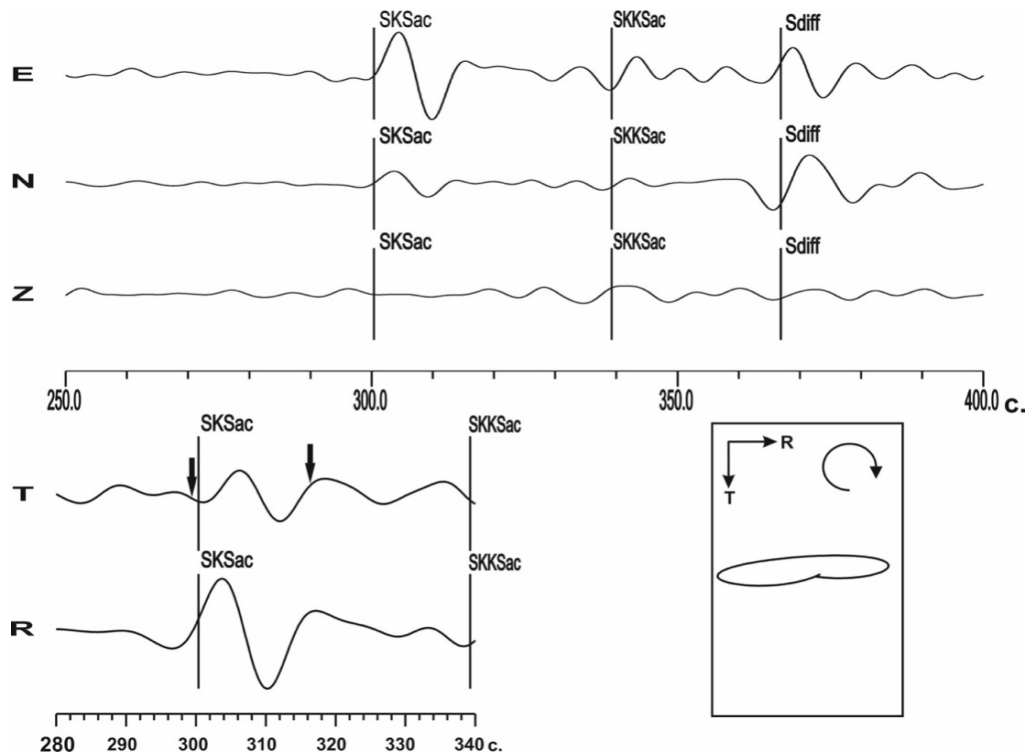 SKSac SKKSac Sdiff
E
SKSac SKKSac Sdiff
N
SKSac SKKSac Sdiff
Z
250.0 300.0 350.0 400.0 c.
SKSac SKKSac
T
SKSac SKKSac
R
280 290 300 310 320 330 340 c.
R
T